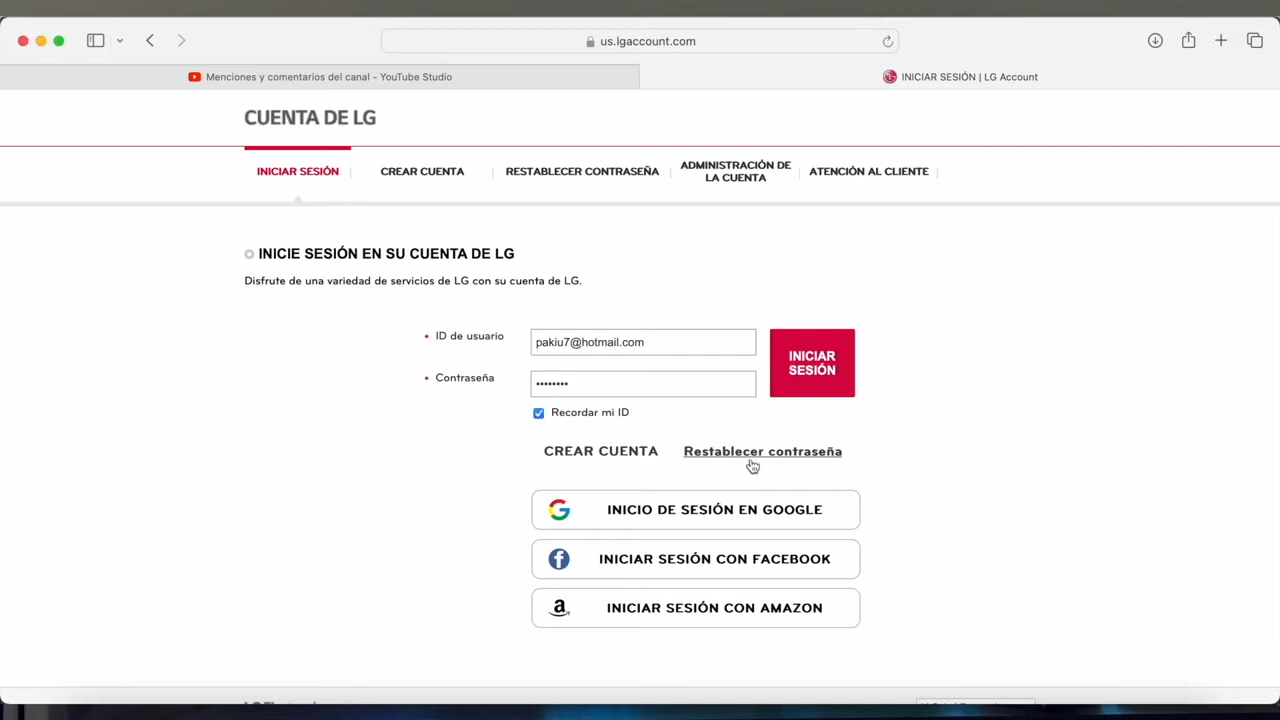 us.lgaccount.com
Menciones y comentarios del canal - YouTube Studio
INICIAR SESIÓN | LG Account
CUENTA DE LG
INICIAR SESIÓN
CREAR CUENTA
RESTABLECER CONTRASEÑA
ADMINISTRACIÓN DE
LA CUENTA
ATENCIÓN AL CLIENTE
INICIE SESIÓN EN SU CUENTA DE LG
Disfrute de una variedad de servicios de LG con su cuenta de LG.
• ID de usuario
pakiu7@hotmail.com
INICIAR
SESIÓN
• Contraseña
••••••••
Recordar mi ID
CREAR CUENTA
Restablecer contraseña
INICIO DE SESIÓN EN GOOGLE
INICIAR SESIÓN CON FACEBOOK
INICIAR SESIÓN CON AMAZON